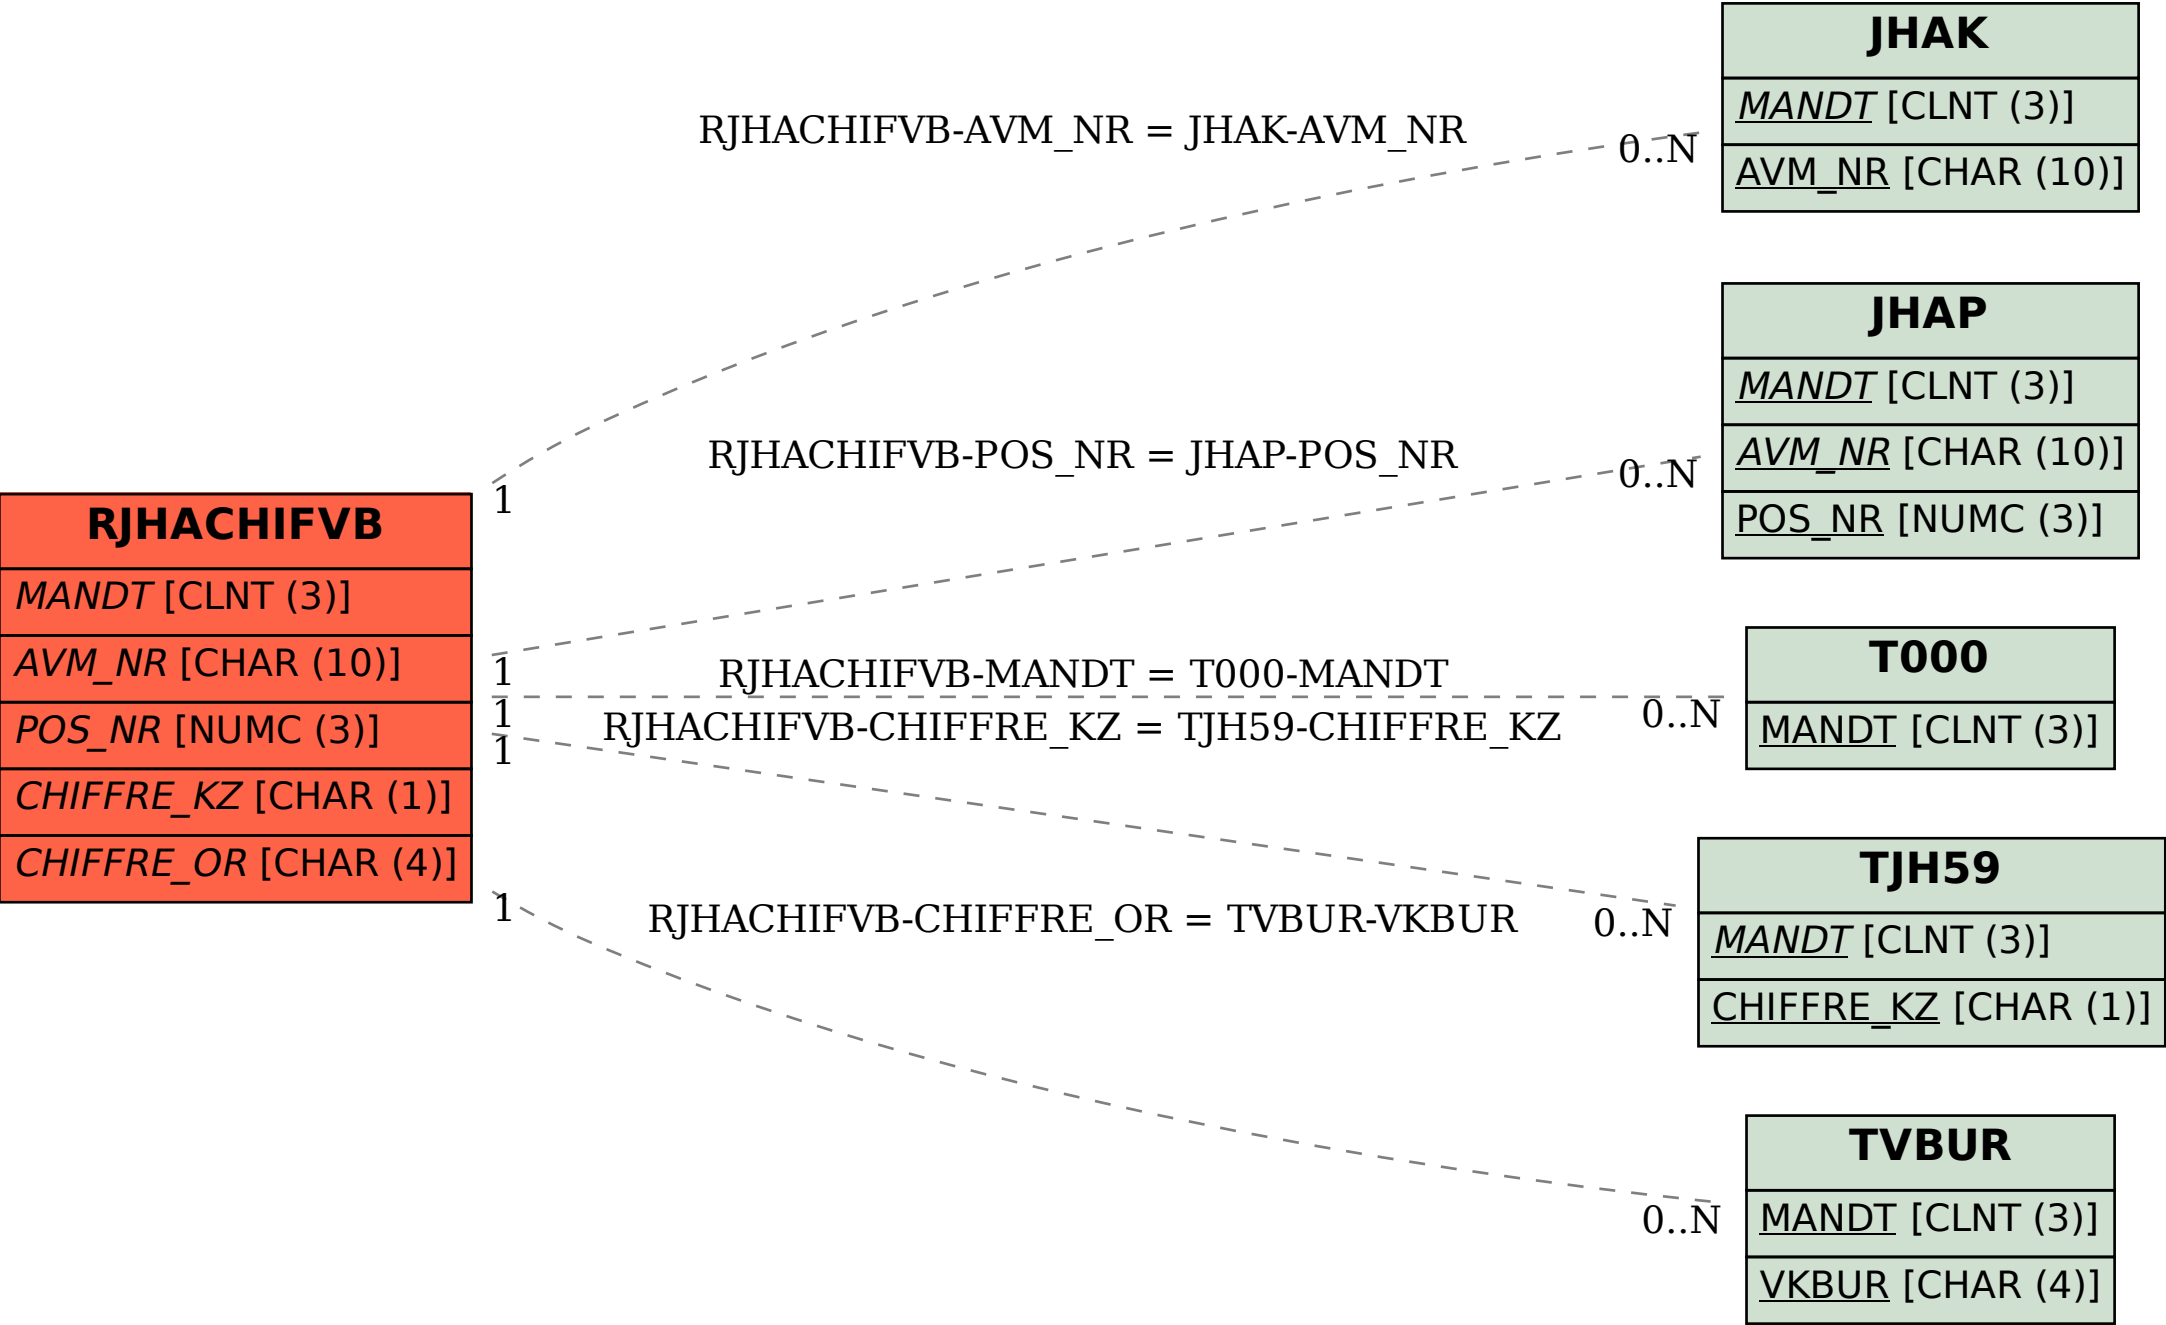 JHAK
MANDT [CLNT (3)]
AVM_NR [CHAR (10)]
RJHACHIFVB-AVM_NR = JHAK-AVM_NR
0..N
1
JHAP
MANDT [CLNT (3)]
AVM_NR [CHAR (10)]
POS_NR [NUMC (3)]
RJHACHIFVB-POS_NR = JHAP-POS_NR
0..N
1
RJHACHIFVB
MANDT [CLNT (3)]
AVM_NR [CHAR (10)]
POS_NR [NUMC (3)]
CHIFFRE_KZ [CHAR (1)]
CHIFFRE_OR [CHAR (4)]
RJHACHIFVB-MANDT = T000-MANDT
0..N
1
T000
MANDT [CLNT (3)]
RJHACHIFVB-CHIFFRE_KZ = TJH59-CHIFFRE_KZ
0..N
1
TJH59
MANDT [CLNT (3)]
CHIFFRE_KZ [CHAR (1)]
RJHACHIFVB-CHIFFRE_OR = TVBUR-VKBUR
0..N
1
TVBUR
MANDT [CLNT (3)]
VKBUR [CHAR (4)]